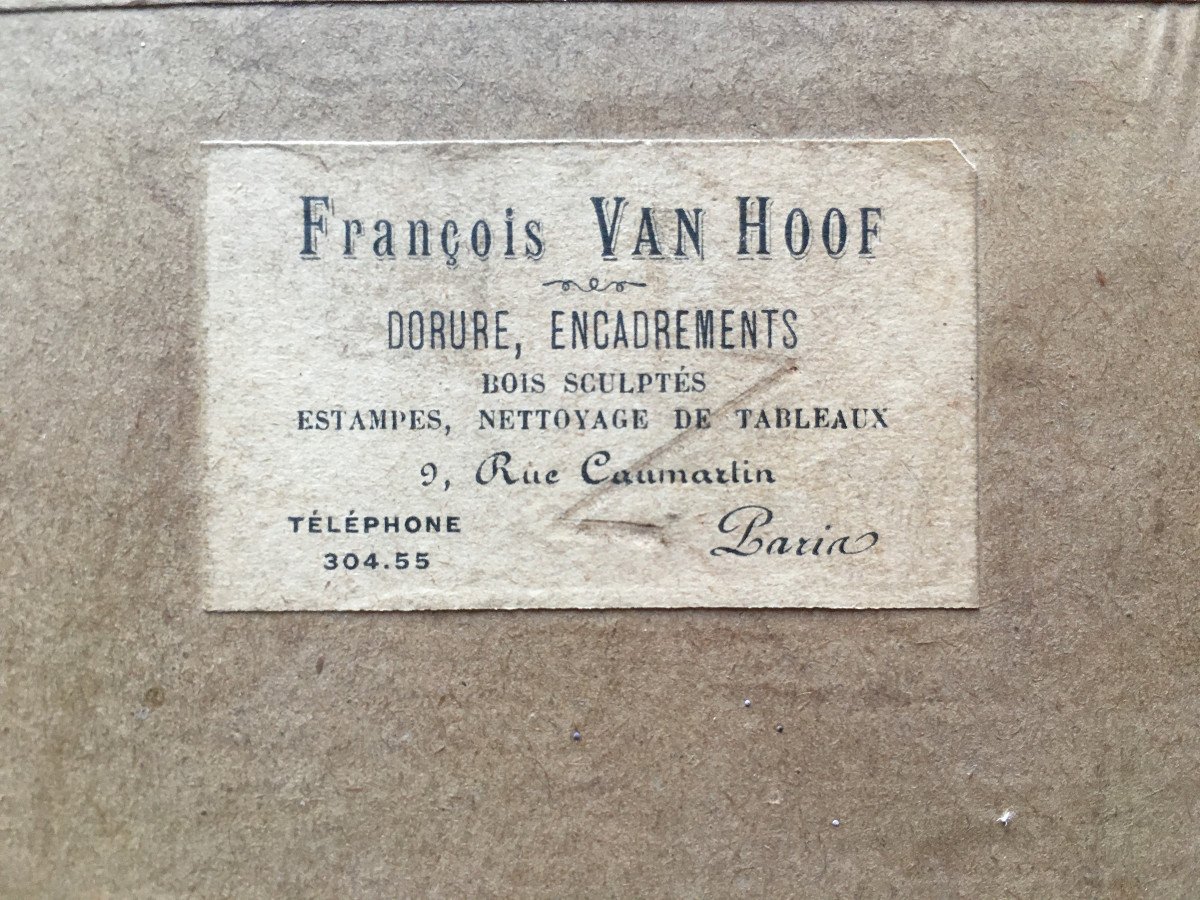 François VAN HOOF
DORURE, ENCADREMENTS
BOIS SCULPTÉS
ESTAMPES, NETTOYAGE DE TABLEAUX
9, Rue Caumartin
TÉLÉPHONE
304.55
Paris